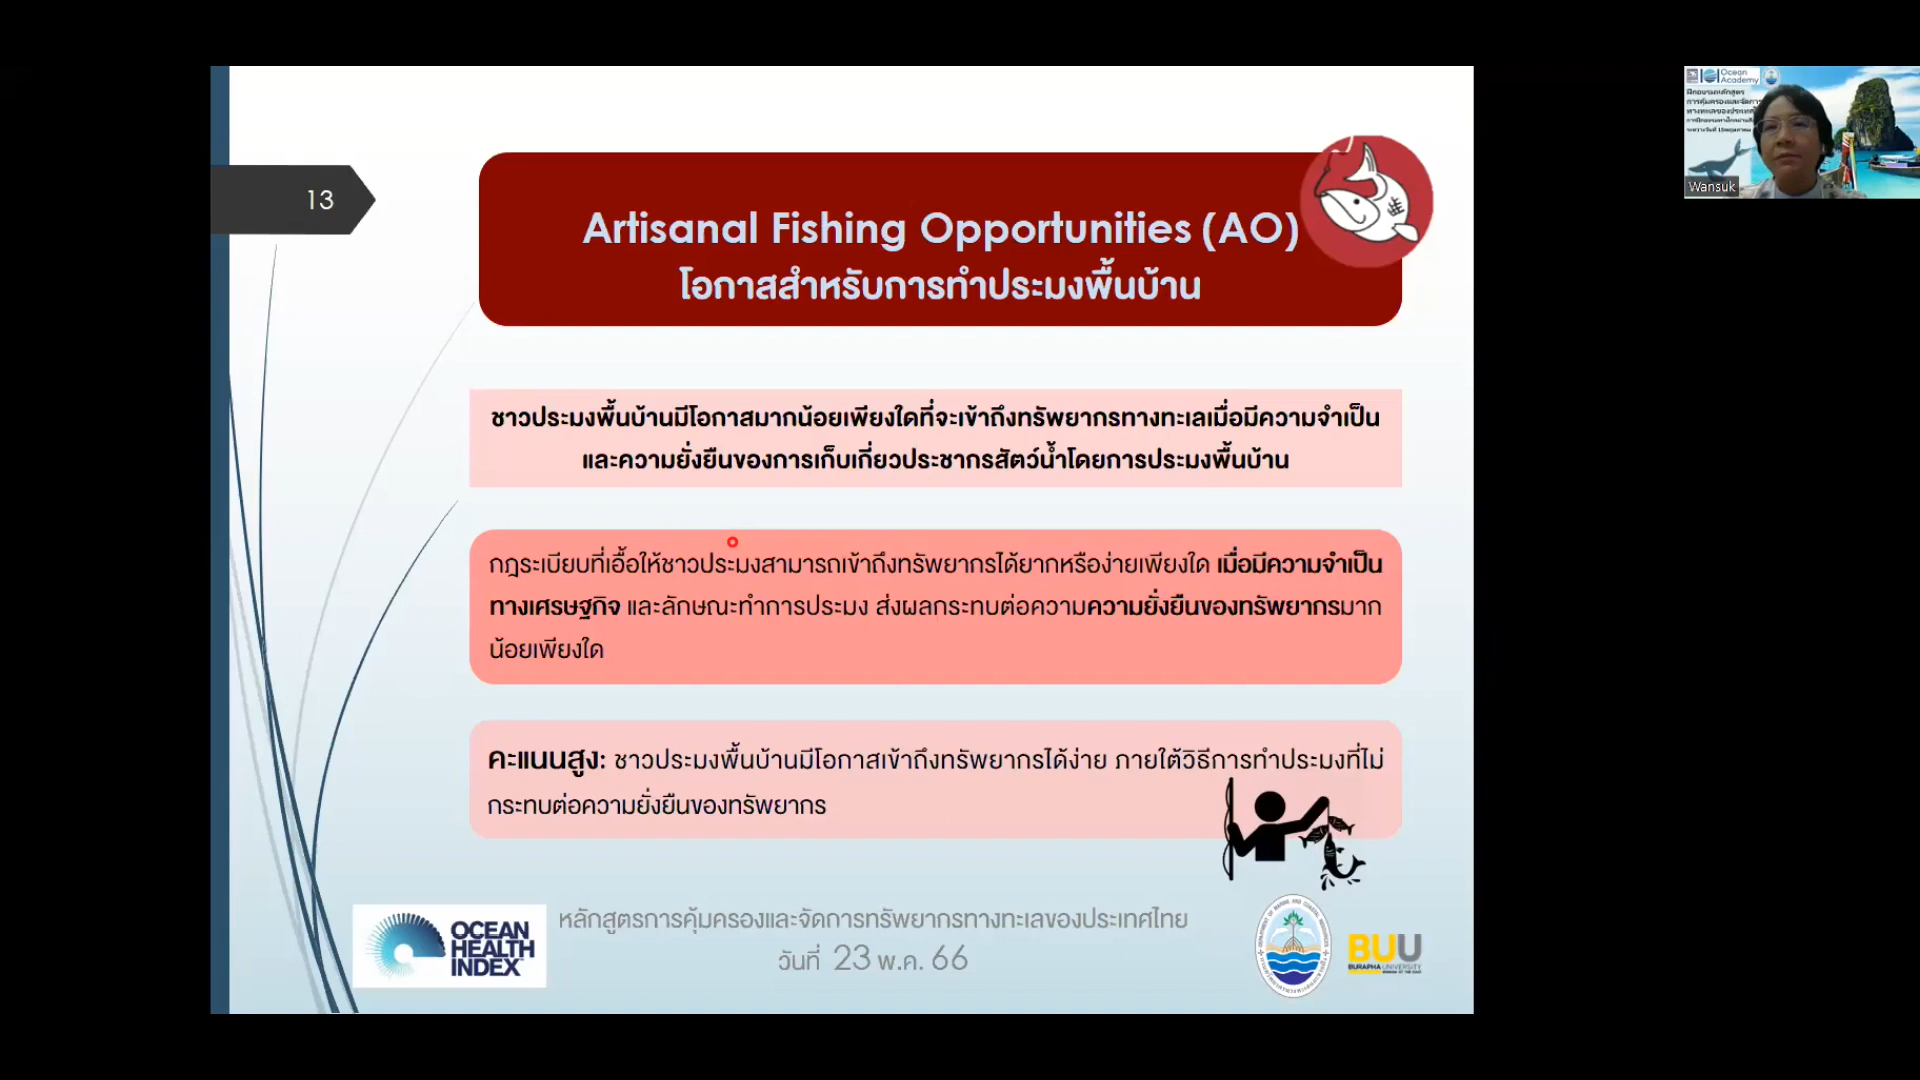 13
Artisanal Fishing Opportunities (AO)
โอกาสสำหรับการทำประมงพื้นบ้าน
ชาวประมงพื้นบ้านมีโอกาสมากน้อยเพียงใดที่จะเข้าถึงทรัพยากรทางทะเลเมื่อมีความจำเป็น
และความยั่งยืนของการเก็บเกี่ยวประชากรสัตว์น้ำโดยการประมงพื้นบ้าน
กฎระเบียบที่เอื้อให้ชาวประมงสามารถเข้าถึงทรัพยากรได้ยากหรือง่ายเพียงใด เมื่อมีความจำเป็น
ทางเศรษฐกิจ และลักษณะทำการประมง ส่งผลกระทบต่อความความยั่งยืนของทรัพยากรมาก
น้อยเพียงใด
คะแนนสูง: ชาวประมงพื้นบ้านมีโอกาสเข้าถึงทรัพยากรได้ง่าย ภายใต้วิธีการทำประมงที่ไม่
กระทบต่อความยั่งยืนของทรัพยากร
OCEAN
HEALTH
INDEX
หลักสูตรการคุ้มครองและจัดการทรัพยากรทางทะเลของประเทศไทย
วันที่ 23 พ.ค. 66
BUU
BURAPHA UNIVERSITY
Ocean
Academy
Wansuk